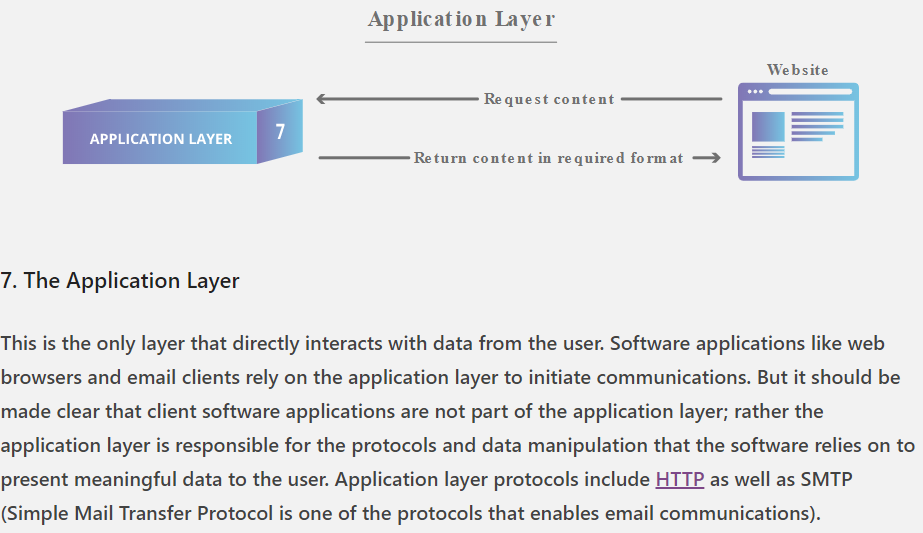 Application Layer
Website
Request content
APPLICATION LAYER 7
Return content in required format
7. The Application Layer
This is the only layer that directly interacts with data from the user. Software applications like web
browsers and email clients rely on the application layer to initiate communications. But it should be
made clear that client software applications are not part of the application layer; rather the
application layer is responsible for the protocols and data manipulation that the software relies on to
present meaningful data to the user. Application layer protocols include HTTP as well as SMTP
(Simple Mail Transfer Protocol is one of the protocols that enables email communications).